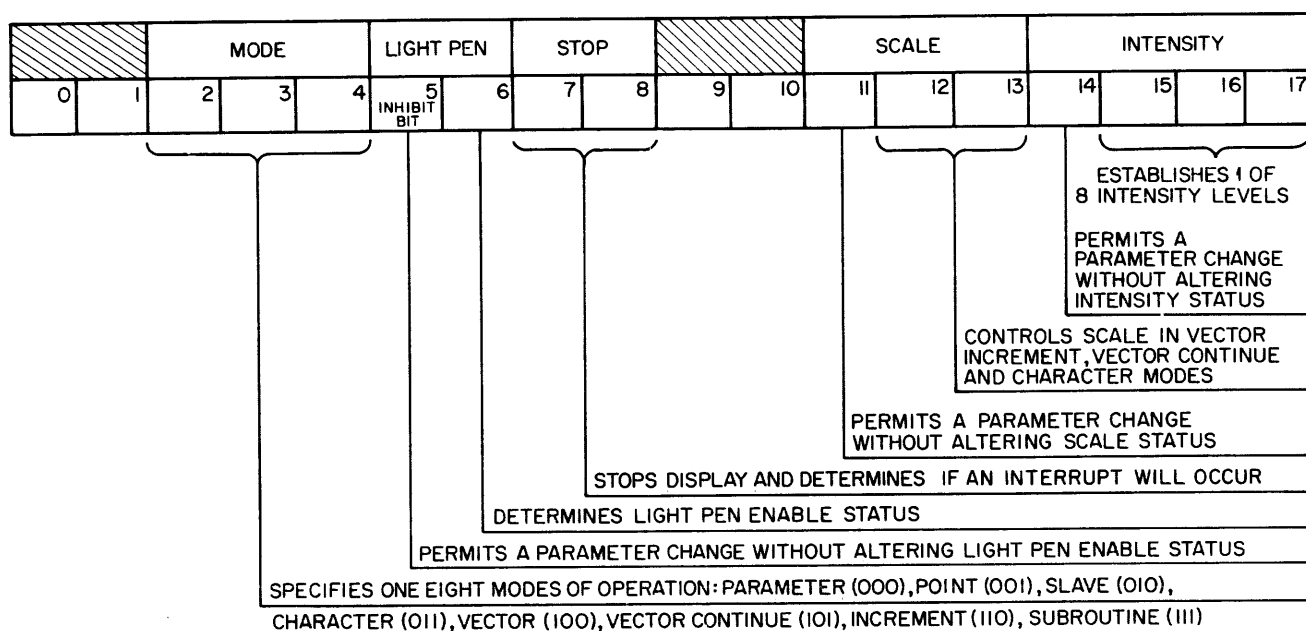 MODE LIGHT PEN STOP SCALE INTENSITY
0 1 2 3 4 5 6 7 8 9 10 11 12 13 14 15 16 17
INHIBIT
BIT
ESTABLISHES 1 OF
8 INTENSITY LEVELS
PERMITS A
PARAMETER CHANGE
WITHOUT ALTERING
INTENSITY STATUS
CONTROLS SCALE IN VECTOR
INCREMENT, VECTOR CONTINUE
AND CHARACTER MODES
PERMITS A PARAMETER CHANGE
WITHOUT ALTERING SCALE STATUS
STOPS DISPLAY AND DETERMINES IF AN INTERRUPT WILL OCCUR
DETERMINES LIGHT PEN ENABLE STATUS
PERMITS A PARAMETER CHANGE WITHOUT ALTERING LIGHT PEN ENABLE STATUS
SPECIFIES ONE EIGHT MODES OF OPERATION: PARAMETER (000), POINT (001), SLAVE (010),
CHARACTER (011), VECTOR (100), VECTOR CONTINUE (101), INCREMENT (110), SUBROUTINE (111)